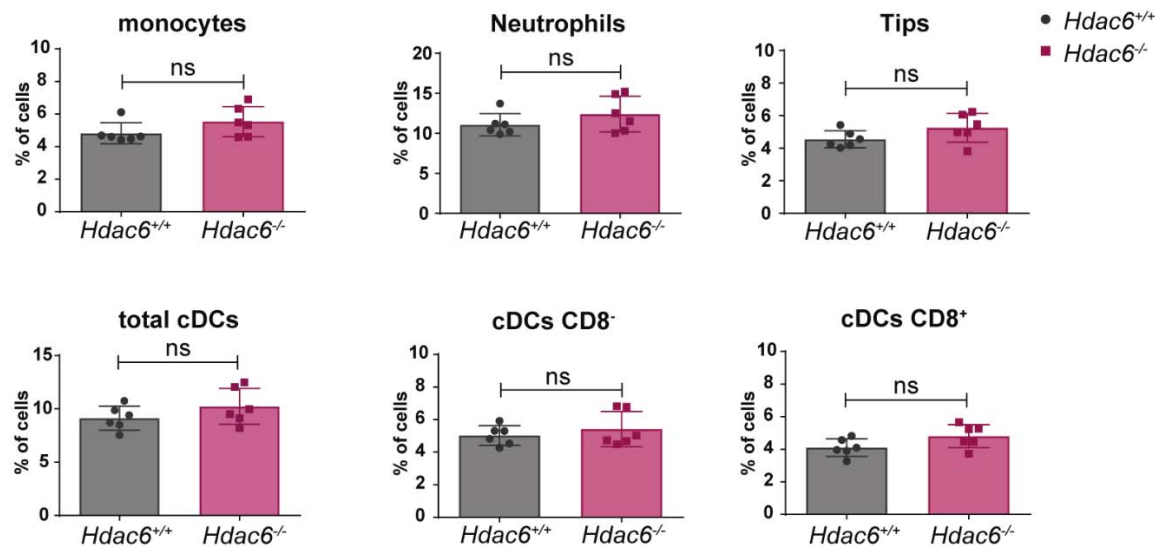 monocytes
10
8
6
4
2
0
% of cells
ns
Hdac6+/+ Hdac6-/-
Neutrophils
20
15
10
5
0
% of cells
ns
Hdac6+/+ Hdac6-/-
Tips
10
8
6
4
2
0
% of cells
ns
Hdac6+/+ Hdac6-/-
Hdac6+/+
Hdac6-/-
total cDCs
15
10
5
0
% of cells
ns
Hdac6+/+ Hdac6-/-
cDCs CD8-
10
8
6
4
2
0
% of cells
ns
Hdac6+/+ Hdac6-/-
cDCs CD8+
10
8
6
4
2
0
% of cells
ns
Hdac6+/+ Hdac6-/-